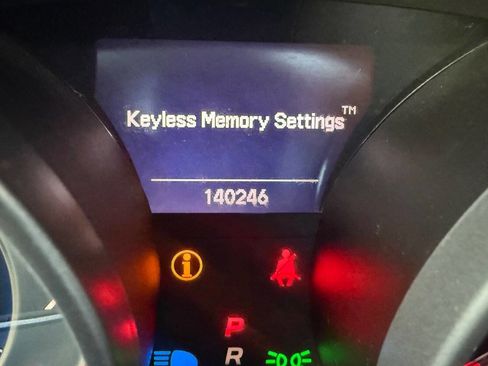 Keyless Memory Settings™
140246
i
P
R